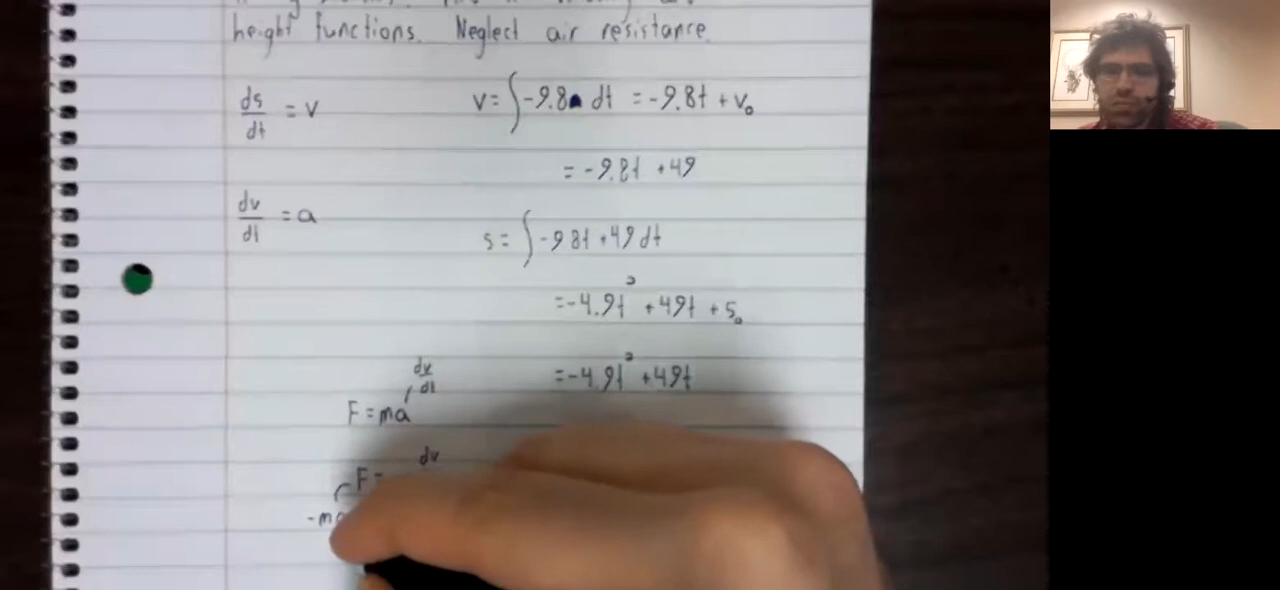 height functions. Neglect air resistance.
ds/dt = v
v = ∫ -9.8 dt = -9.8t + v₀
= -9.8t + 49
dv/dt = a
s = ∫ -9.8t + 49 dt
= -4.9t² + 49t + s₀
= -4.9t² + 49t
dv/dt
F = ma
F =
dv
-m